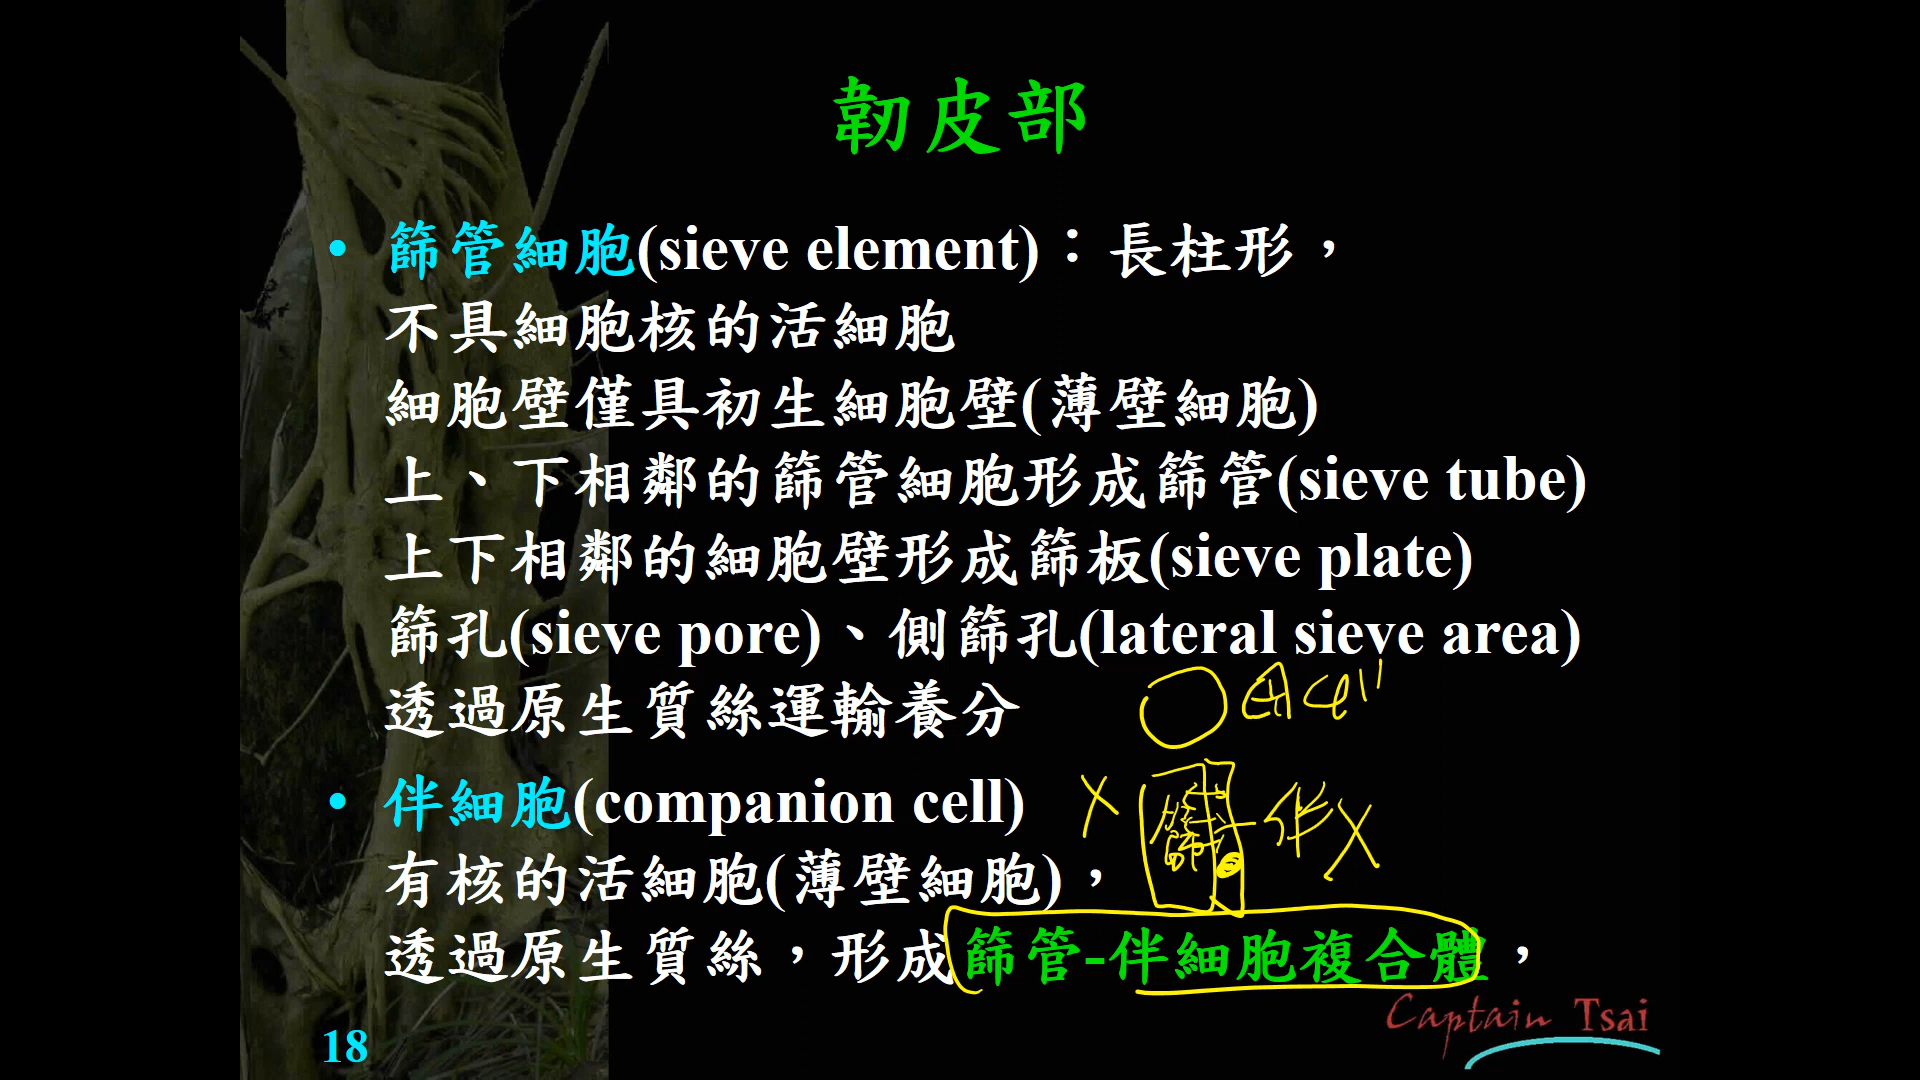 韌皮部
• 篩管細胞(sieve element)：長柱形，
不具細胞核的活細胞
細胞壁僅具初生細胞壁(薄壁細胞)
上、下相鄰的篩管細胞形成篩管(sieve tube)
上下相鄰的細胞壁形成篩板(sieve plate)
篩孔(sieve pore)、側篩孔(lateral sieve area)
透過原生質絲運輸養分
cell
• 伴細胞(companion cell)
X
篩
伴
X
有核的活細胞(薄壁細胞)，
透過原生質絲，形成篩管-伴細胞複合體，
Captain Tsai
18